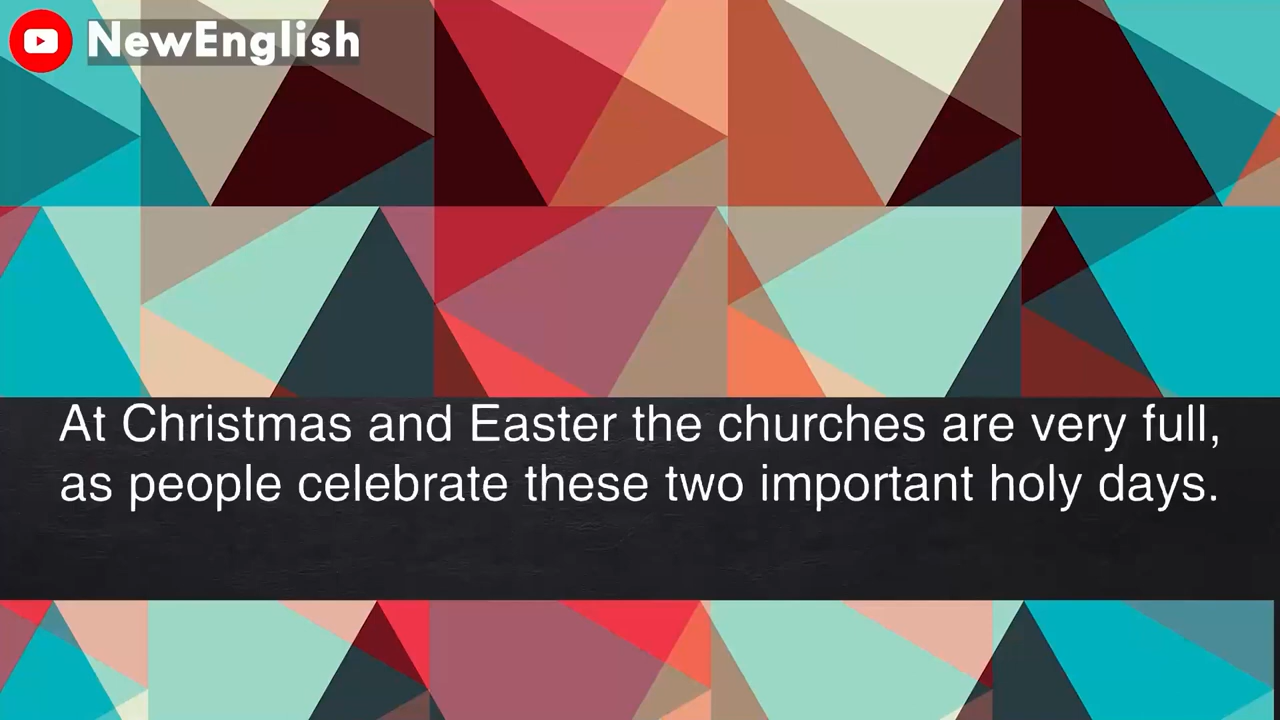 NewEnglish
At Christmas and Easter the churches are very full,
as people celebrate these two important holy days.